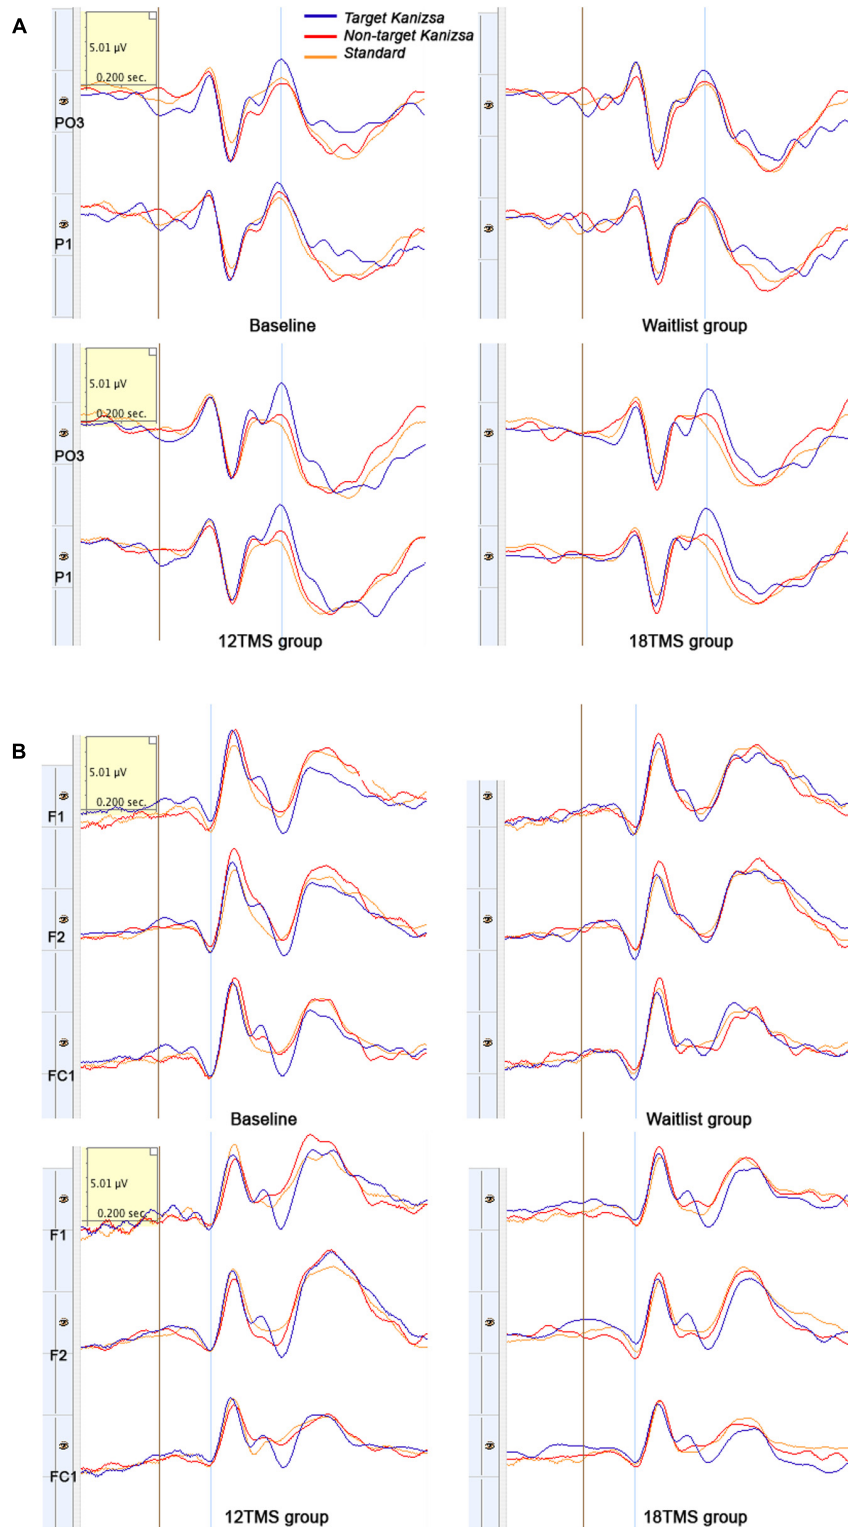 A
Target Kanizsa
Non-target Kanizsa
Standard
5.01 µV
0.200 sec.
PO3
P1
Baseline
Waitlist group
5.01 µV
0.200 sec.
PO3
P1
12TMS group
18TMS group
B
5.01 µV
0.200 sec.
F1
F2
FC1
Baseline
Waitlist group
5.01 µV
0.200 sec.
F1
F2
FC1
12TMS group
18TMS group